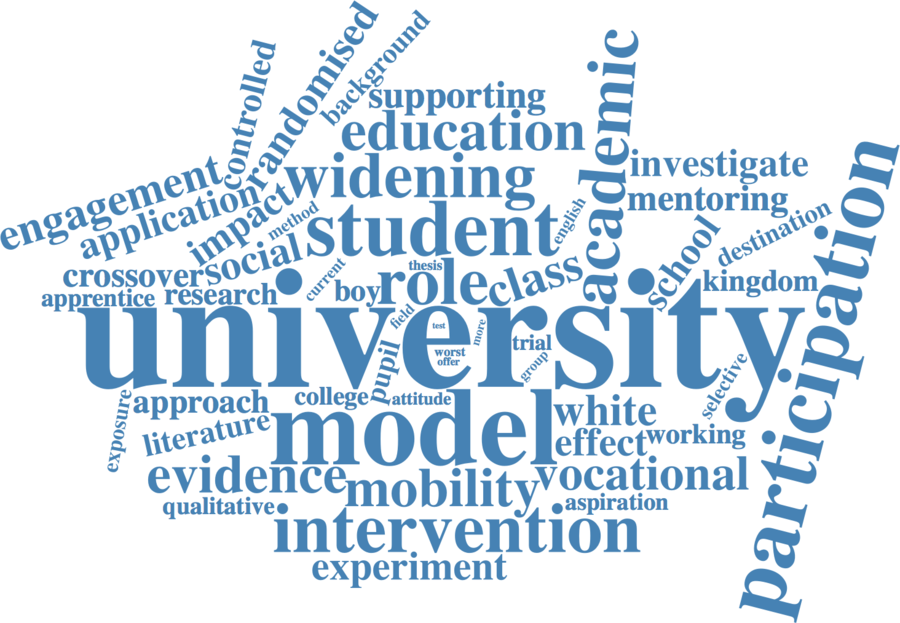 controlled
randomised
background
supporting
education
academic
engagement
application
widening
investigate
impact
method
student
english
mentoring
participation
crossover
social
current
thesis
school
destination
apprentice
research
boy
role
class
kingdom
university
field
test
more
trial
worst
offer
group
pupil
selective
exposure
approach
college
attitude
literature
model
white
effect
working
evidence
mobility
vocational
qualitative
aspiration
intervention
experiment